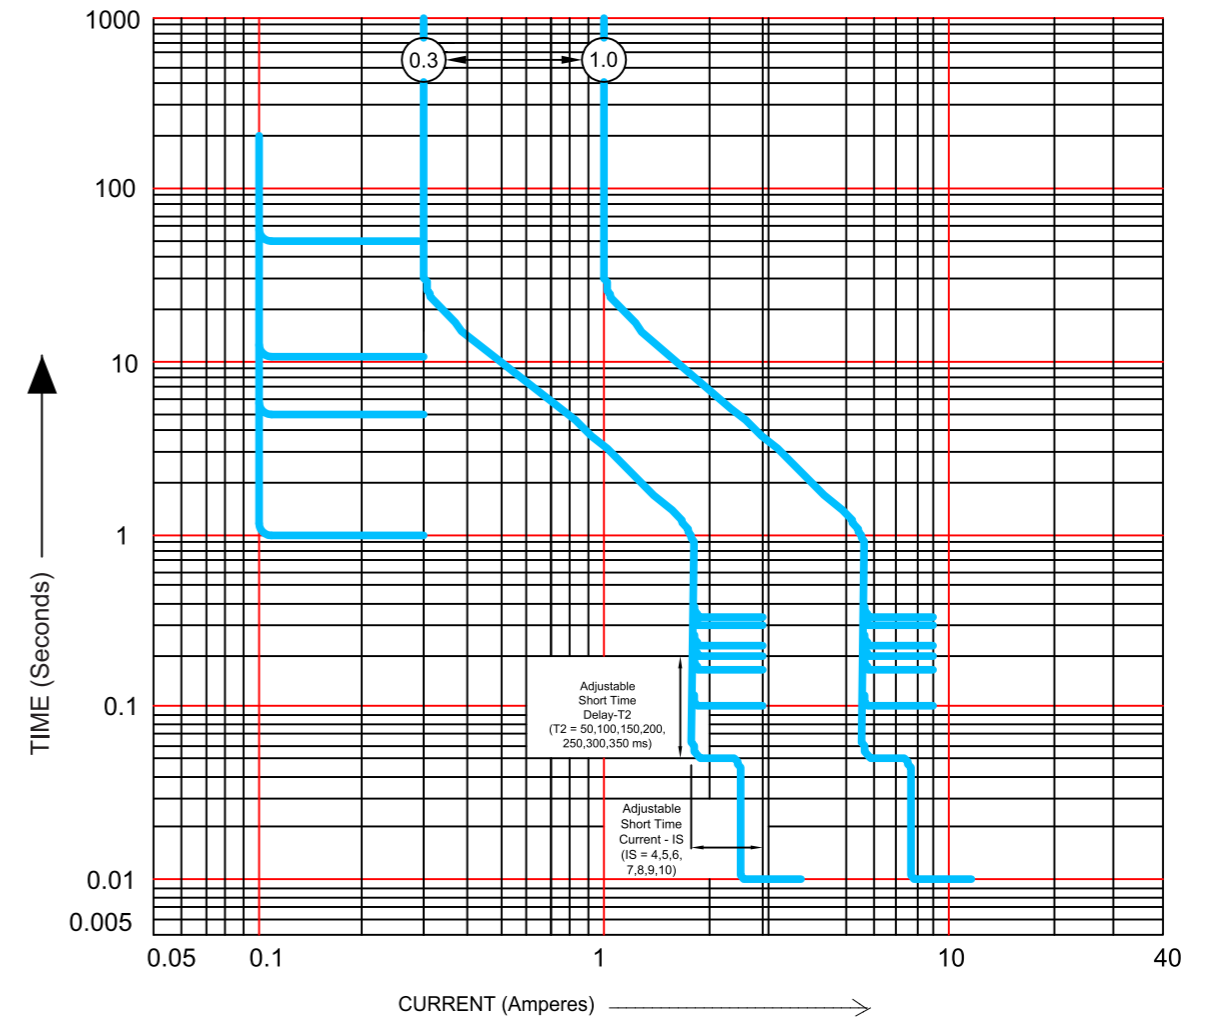 1000
0.3
1.0
100
10
1
0.1
0.01
0.005
TIME (Seconds)
Adjustable
Short Time
Delay-T2
(T2 = 50,100,150,200,
250,300,350 ms)
Adjustable
Short Time
Current - IS
(IS = 4,5,6,
7,8,9,10)
0.05
0.1
1
10
40
CURRENT (Amperes)